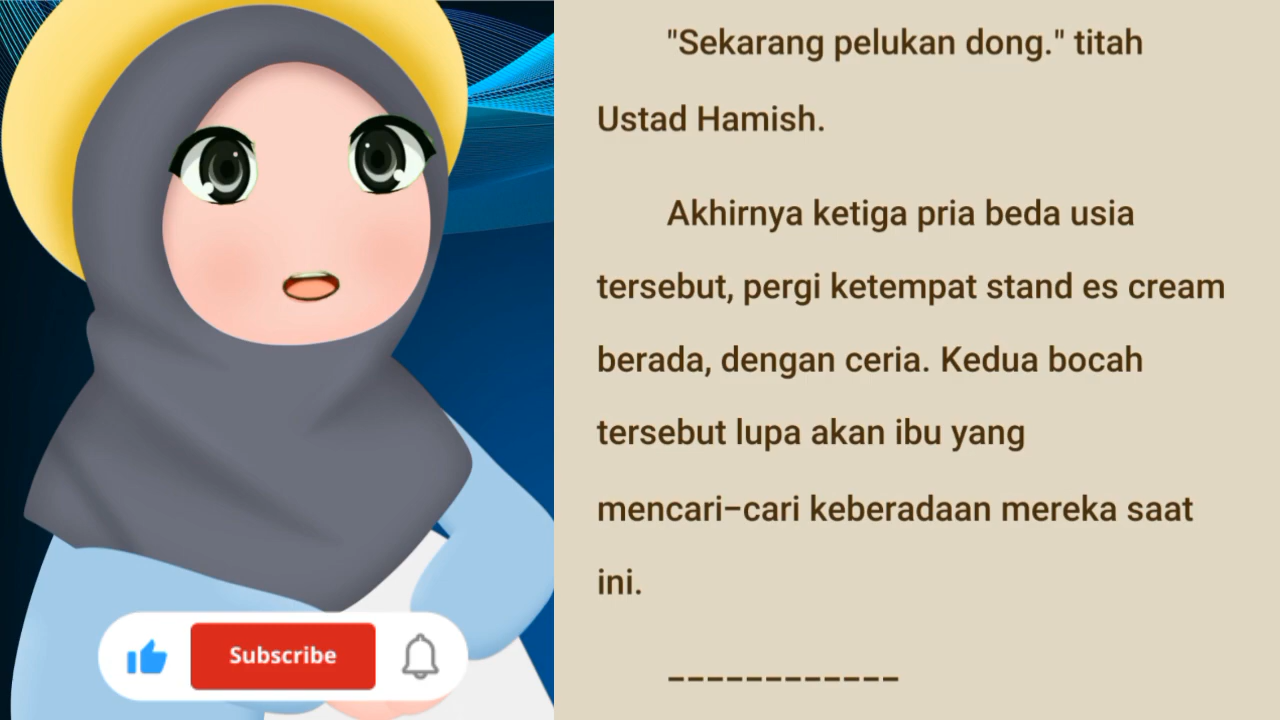 "Sekarang pelukan dong." titah
Ustad Hamish.
Akhirnya ketiga pria beda usia
tersebut, pergi ketempat stand es cream
berada, dengan ceria. Kedua bocah
tersebut lupa akan ibu yang
mencari-cari keberadaan mereka saat
ini.
------------
Subscribe